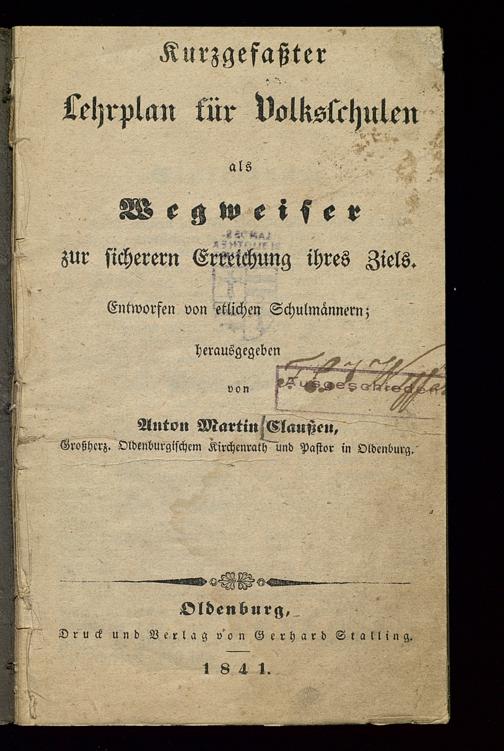 Kurzgefaßter
Lehrplan für Volksschulen
als
Wegweiser
zur sicherern Erreichung ihres Ziels.
Entworfen von etlichen Schulmännern;
herausgegeben
von
Ausgeschieden
Anton Martin Claußen,
Großherz. Oldenburgischem Kirchenrath und Pastor in Oldenburg.
Oldenburg,
Druck und Verlag von Gerhard Stalling.
1841.